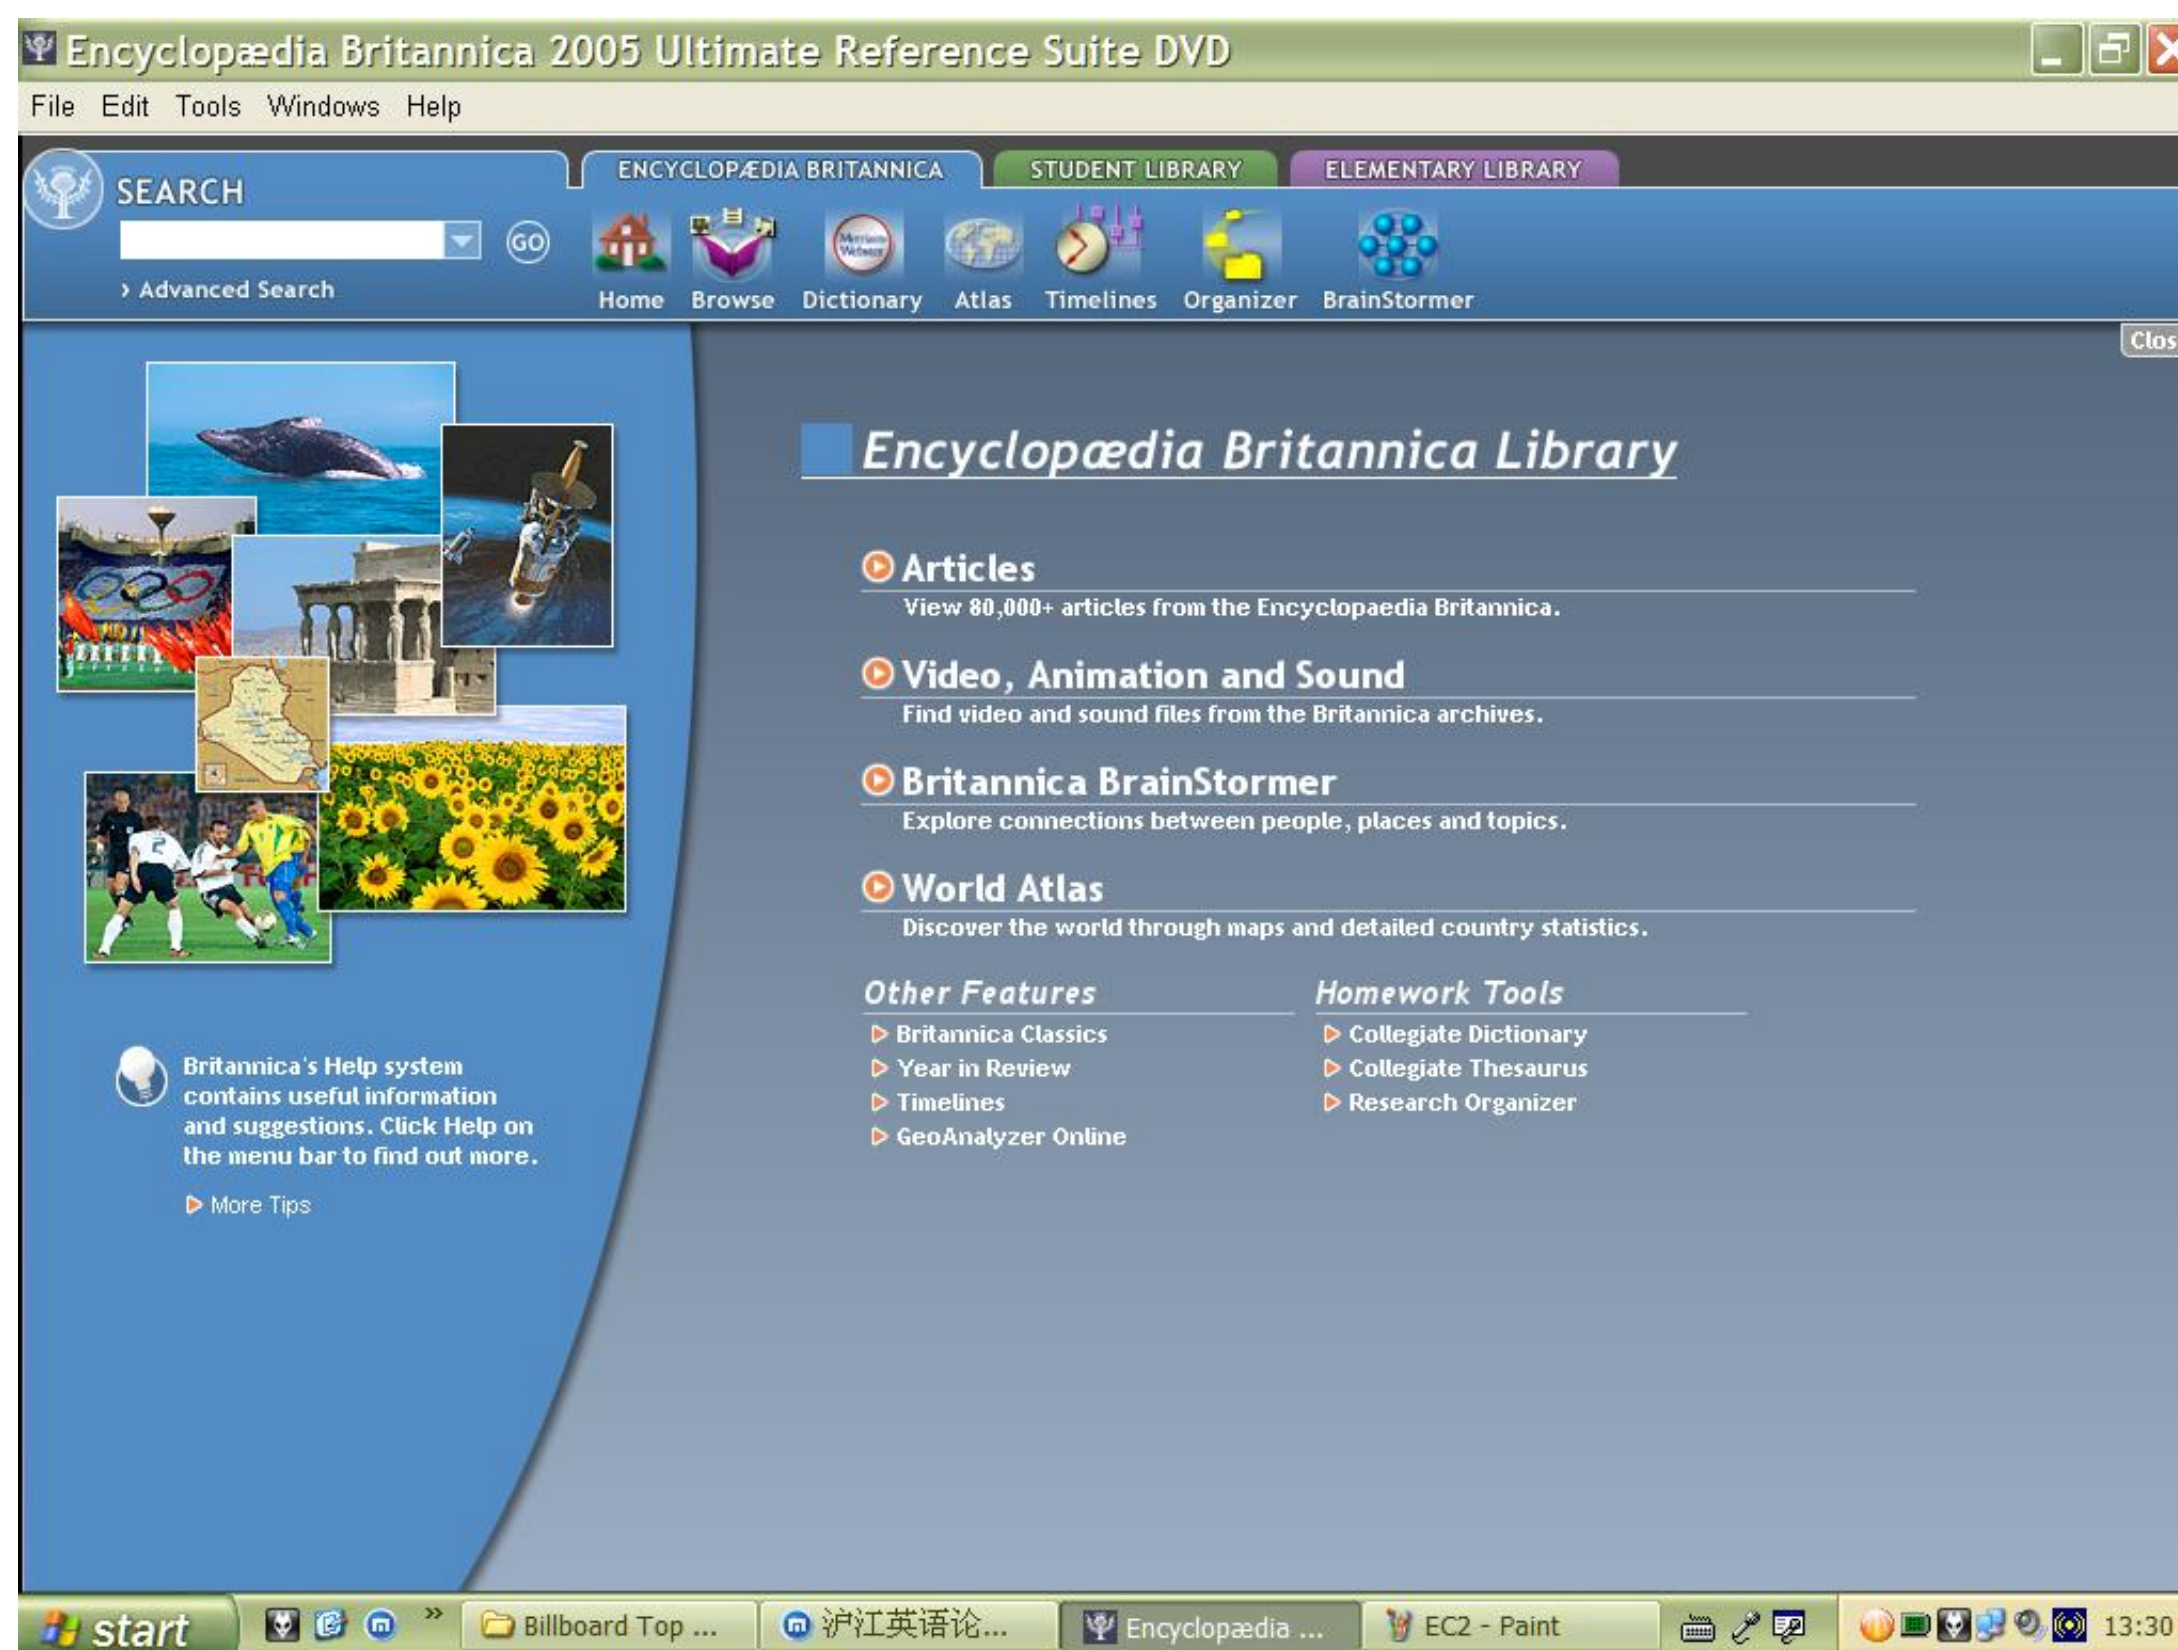 Encyclopædia Britannica 2005 Ultimate Reference Suite DVD
File Edit Tools Windows Help
SEARCH
GO
› Advanced Search
ENCYCLOPÆDIA BRITANNICA
STUDENT LIBRARY
ELEMENTARY LIBRARY
Merriam Webster
Home Browse Dictionary Atlas Timelines Organizer BrainStormer
Clos
Encyclopædia Britannica Library
Articles
View 80,000+ articles from the Encyclopaedia Britannica.
Video, Animation and Sound
Find video and sound files from the Britannica archives.
Britannica BrainStormer
Explore connections between people, places and topics.
World Atlas
Discover the world through maps and detailed country statistics.
Other Features
Britannica Classics
Year in Review
Timelines
GeoAnalyzer Online
Homework Tools
Collegiate Dictionary
Collegiate Thesaurus
Research Organizer
2
Britannica's Help system
contains useful information
and suggestions. Click Help on
the menu bar to find out more.
More Tips
start
»
Billboard Top ...
沪江英语论...
Encyclopædia ...
EC2 - Paint
13:30